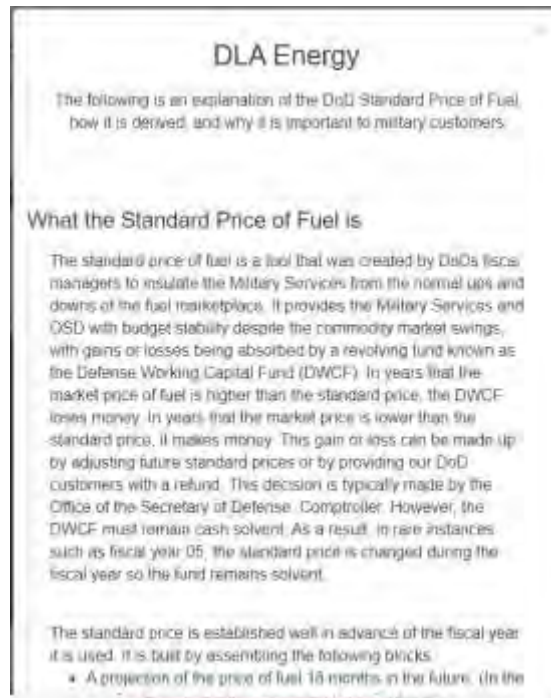 DLA Energy
The following is an explanation of the DoD Standard Price of Fuel,
how it is derived, and why it is important to military customers.
What the Standard Price of Fuel is
The standard price of fuel is a tool that was created by DoDs fiscal
managers to insulate the Military Services from the normal ups and
downs of the fuel marketplace. It provides the Military Services and
OSD with budget stability despite the commodity market swings,
with gains or losses being absorbed by a revolving fund known as
the Defense Working Capital Fund (DWCF). In years that the
market price of fuel is higher than the standard price, the DWCF
loses money. In years that the market price is lower than the
standard price, it makes money. This gain or loss can be made up
by adjusting future standard prices or by providing our DoD
customers with a refund. This decision is typically made by the
Office of the Secretary of Defense, Comptroller. However, the
DWCF must remain cash solvent. As a result, in rare instances
such as fiscal year 05, the standard price is changed during the
fiscal year so the fund remains solvent.
The standard price is established well in advance of the fiscal year
it is used. It is built by assembling the following blocks
• A projection of the price of fuel 18 months in the future. (In the